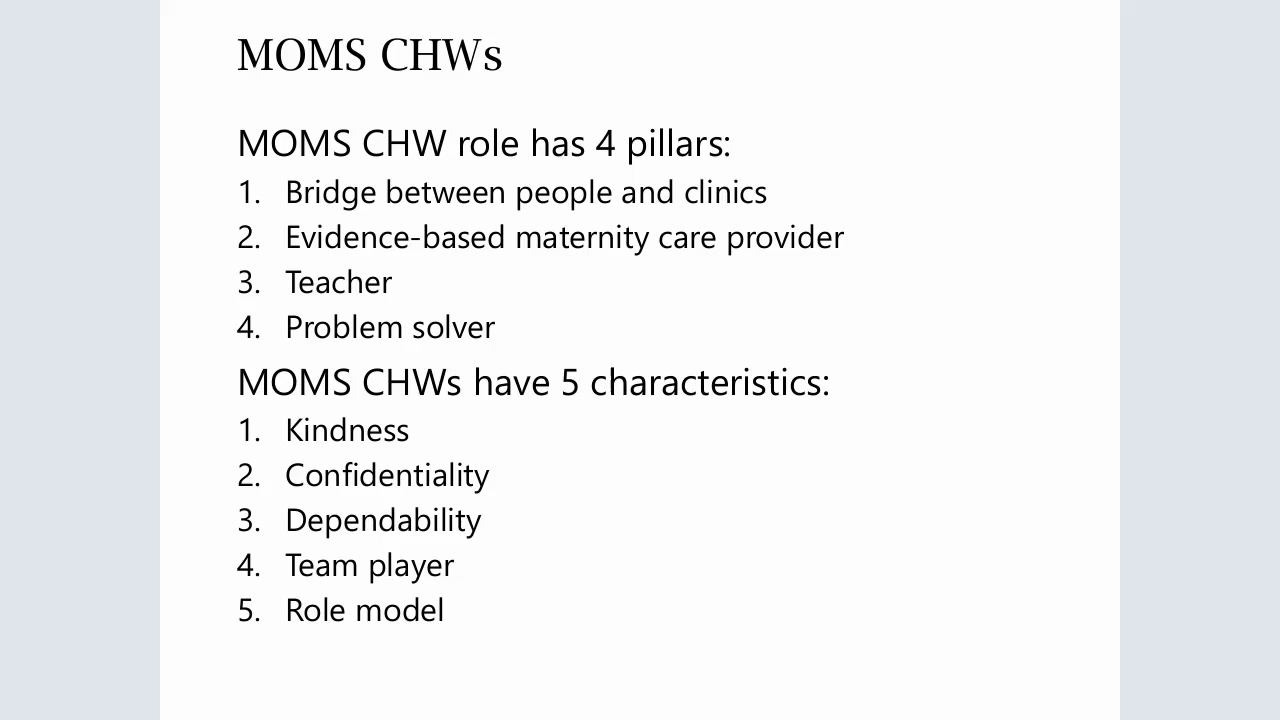 MOMS CHWs
MOMS CHW role has 4 pillars:
1. Bridge between people and clinics
2. Evidence-based maternity care provider
3. Teacher
4. Problem solver
MOMS CHWs have 5 characteristics:
1. Kindness
2. Confidentiality
3. Dependability
4. Team player
5. Role model